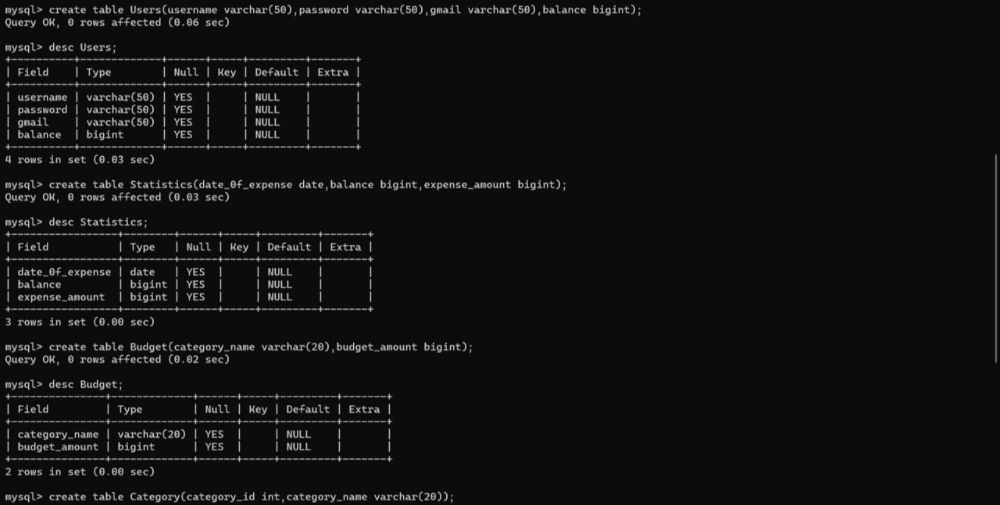 mysql> create table Users(username varchar(50),password varchar(50),gmail varchar(50),balance bigint);
Query OK, 0 rows affected (0.06 sec)

mysql> desc Users;
+----------+-------------+------+-----+---------+-------+
| Field    | Type        | Null | Key | Default | Extra |
+----------+-------------+------+-----+---------+-------+
| username | varchar(50) | YES  |     | NULL    |       |
| password | varchar(50) | YES  |     | NULL    |       |
| gmail    | varchar(50) | YES  |     | NULL    |       |
| balance  | bigint      | YES  |     | NULL    |       |
+----------+-------------+------+-----+---------+-------+
4 rows in set (0.03 sec)

mysql> create table Statistics(date_0f_expense date,balance bigint,expense_amount bigint);
Query OK, 0 rows affected (0.03 sec)

mysql> desc Statistics;
+-----------------+--------+------+-----+---------+-------+
| Field           | Type   | Null | Key | Default | Extra |
+-----------------+--------+------+-----+---------+-------+
| date_0f_expense | date   | YES  |     | NULL    |       |
| balance         | bigint | YES  |     | NULL    |       |
| expense_amount  | bigint | YES  |     | NULL    |       |
+-----------------+--------+------+-----+---------+-------+
3 rows in set (0.00 sec)

mysql> create table Budget(category_name varchar(20),budget_amount bigint);
Query OK, 0 rows affected (0.02 sec)

mysql> desc Budget;
+---------------+-------------+------+-----+---------+-------+
| Field         | Type        | Null | Key | Default | Extra |
+---------------+-------------+------+-----+---------+-------+
| category_name | varchar(20) | YES  |     | NULL    |       |
| budget_amount | bigint      | YES  |     | NULL    |       |
+---------------+-------------+------+-----+---------+-------+
2 rows in set (0.00 sec)

mysql> create table Category(category_id int,category_name varchar(20));